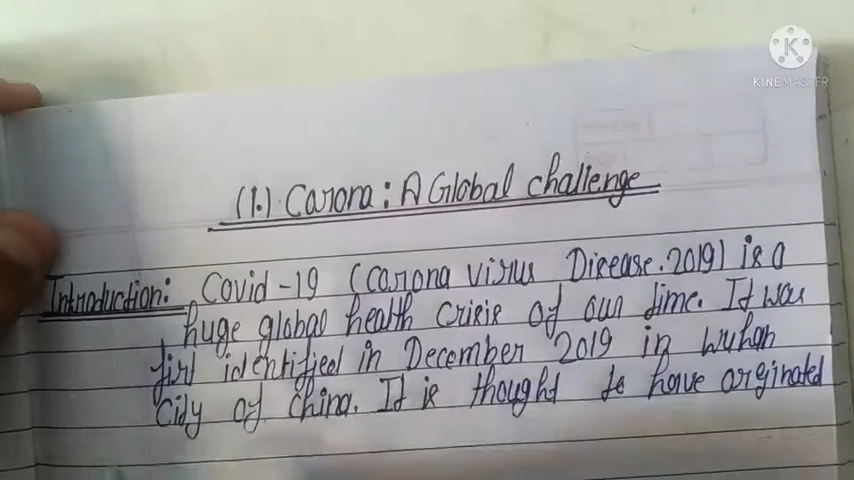 K
KINEMASTER
(1.) Carona: A Global challenge
Introduction: Covid-19 (carona virus Disease.2019) is a
huge global health crisis of our time. It was
first identified in December 2019 in wuhan
city of china. It is thought to have orginated